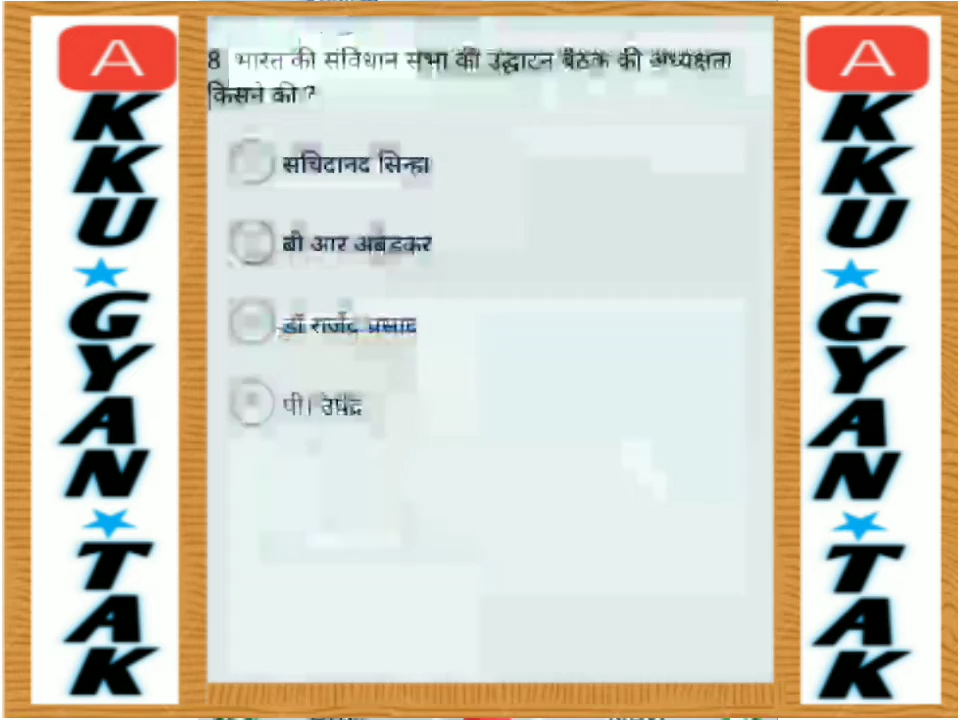 8 भारत की संविधान सभा की उद्घाटन बैठक की अध्यक्षता
किसने की ?
सचिदानद सिन्हा
बी आर अंबेडकर
डॉ राजेंद्र प्रसाद
पी। उपेंद्र
A KKU GYAN TAK
A KKU GYAN TAK